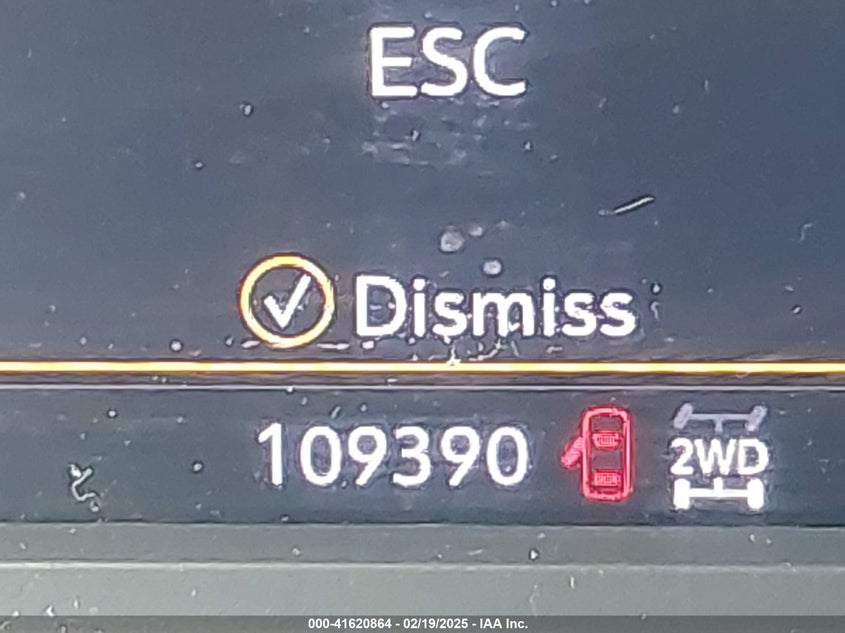 ESC
Dismiss
109390
2WD
000-41620864 - 02/19/2025 - IAA Inc.